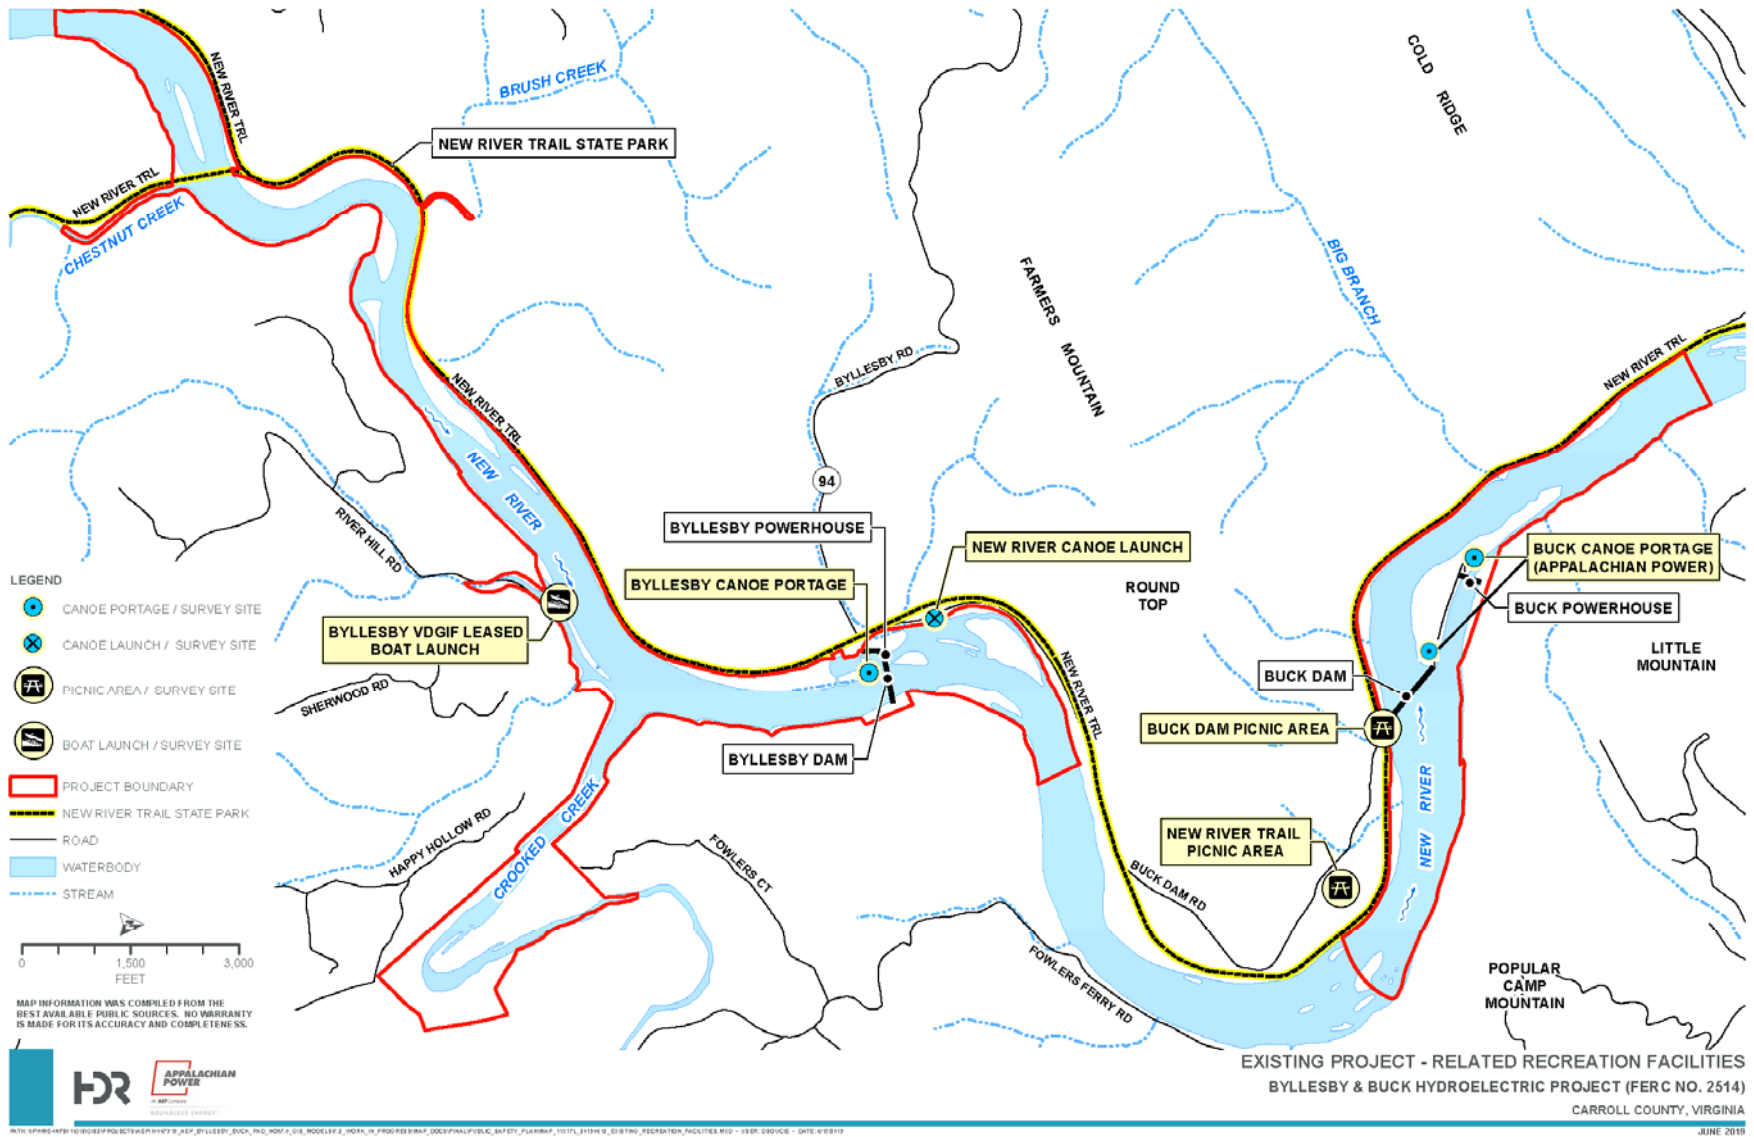 COLD RIDGE
BRUSH CREEK
NEW RIVER TRL
NEW RIVER TRAIL STATE PARK
NEW RIVER TRL
CHESTNUT CREEK
BIG BRANCH
FARMERS MOUNTAIN
NEW RIVER TRL
BYLLESBY RD
NEW RIVER TRL
NEW RIVER
94
RIVER HILL RD
BYLLESBY POWERHOUSE
NEW RIVER CANOE LAUNCH
BUCK CANOE PORTAGE
(APPALACHIAN POWER)
BYLLESBY CANOE PORTAGE
ROUND
TOP
BUCK POWERHOUSE
BYLLESBY VDGIF LEASED
BOAT LAUNCH
LITTLE
MOUNTAIN
SHERWOOD RD
NEW RIVER TRL
BUCK DAM
BUCK DAM PICNIC AREA
BYLLESBY DAM
NEW RIVER
CROOKED CREEK
HAPPY HOLLOW RD
FOWLERS CT
NEW RIVER TRAIL
PICNIC AREA
BUCK DAM RD
FOWLERS FERRY RD
POPULAR
CAMP
MOUNTAIN
LEGEND
CANOE PORTAGE / SURVEY SITE
CANOE LAUNCH / SURVEY SITE
PICNIC AREA / SURVEY SITE
BOAT LAUNCH / SURVEY SITE
PROJECT BOUNDARY
NEW RIVER TRAIL STATE PARK
ROAD
WATERBODY
STREAM
0 1,500 3,000
FEET
MAP INFORMATION WAS COMPILED FROM THE
BEST AVAILABLE PUBLIC SOURCES. NO WARRANTY
IS MADE FOR ITS ACCURACY AND COMPLETENESS.
HDR
APPALACHIAN
POWER
An AEP Company
BOUNDLESS ENERGY
EXISTING PROJECT - RELATED RECREATION FACILITIES
BYLLESBY & BUCK HYDROELECTRIC PROJECT (FERC NO. 2514)
CARROLL COUNTY, VIRGINIA
JUNE 2019